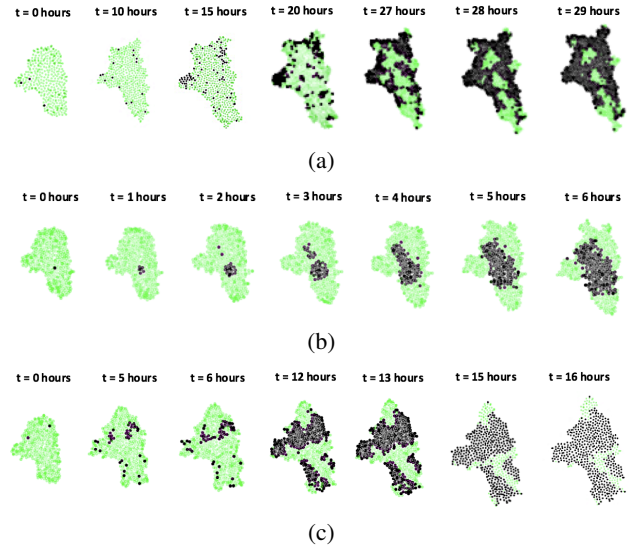 t = 0 hours t = 10 hours t = 15 hours t = 20 hours t = 27 hours t = 28 hours t = 29 hours
(a)
t = 0 hours t = 1 hours t = 2 hours t = 3 hours t = 4 hours t = 5 hours t = 6 hours
(b)
t = 0 hours t = 5 hours t = 6 hours t = 12 hours t = 13 hours t = 15 hours t = 16 hours
(c)